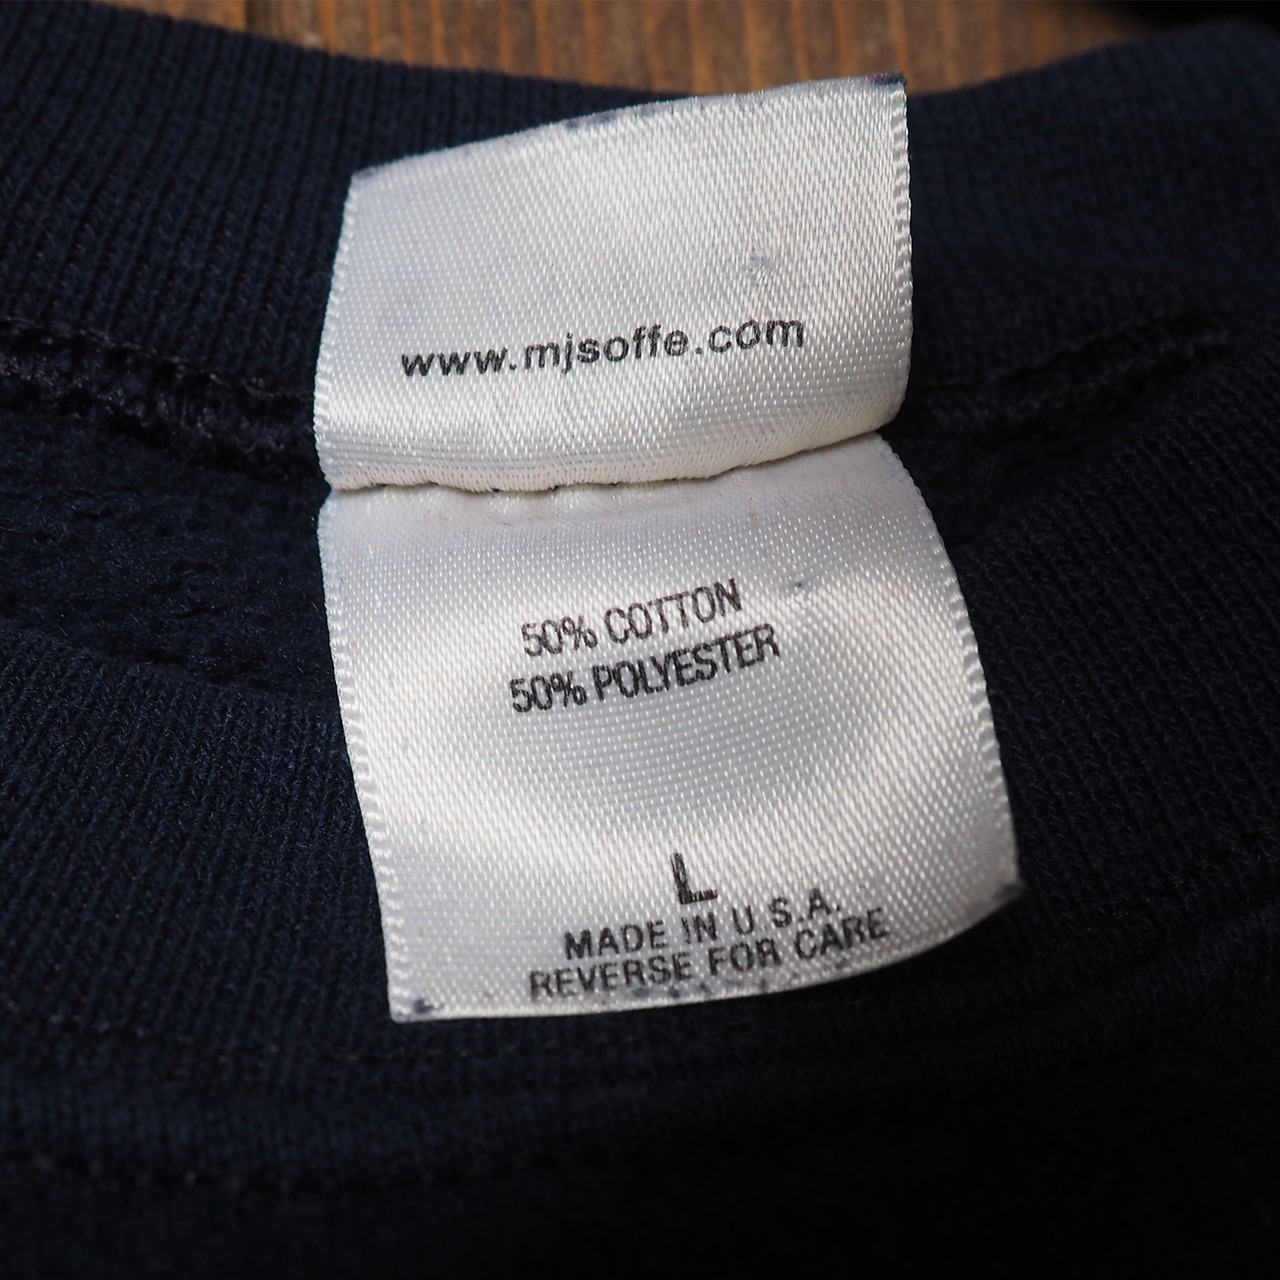 www.mjsoffe.com
50% COTTON
50% POLYESTER
L
MADE IN U.S.A.
REVERSE FOR CARE